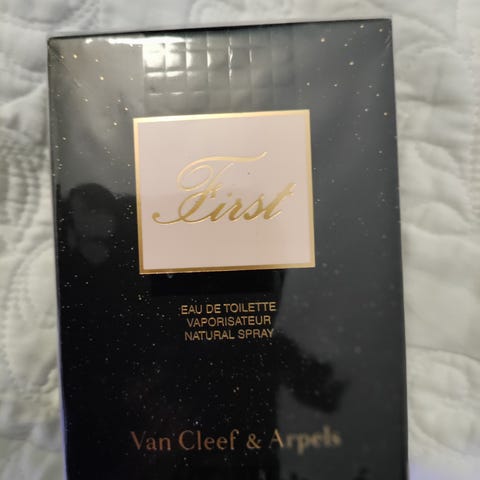 First
EAU DE TOILETTE
VAPORISATEUR
NATURAL SPRAY
Van Cleef & Arpels